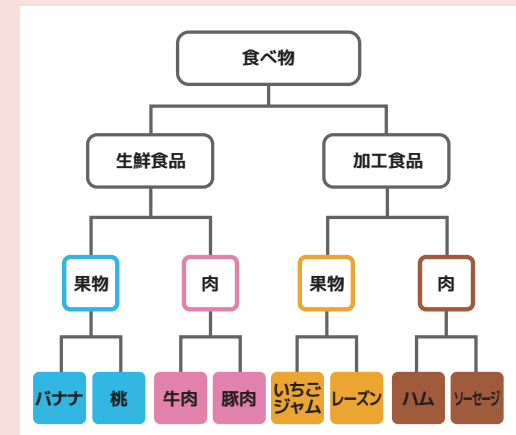 食べ物
生鮮食品
加工食品
果物
肉
果物
肉
バナナ
桃
牛肉
豚肉
いちご
ジャム
レーズン
ハム
ソーセージ